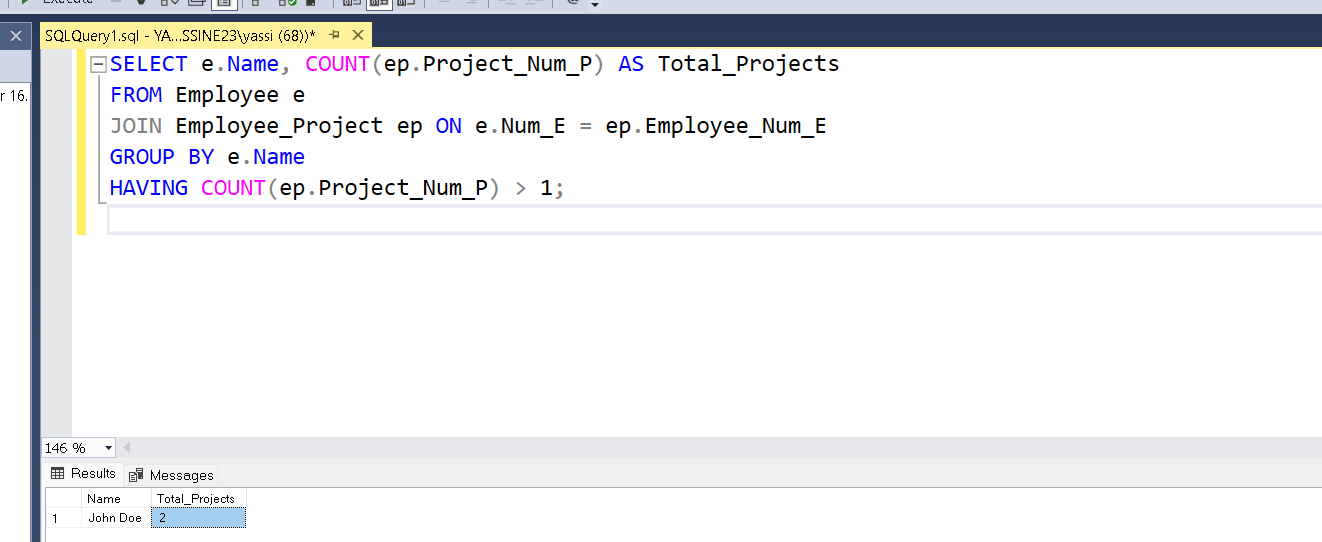 Execute
SQLQuery1.sql - YA...SSINE23\yassi (68))*
r 16.
SELECT e.Name, COUNT(ep.Project_Num_P) AS Total_Projects
FROM Employee e
JOIN Employee_Project ep ON e.Num_E = ep.Employee_Num_E
GROUP BY e.Name
HAVING COUNT(ep.Project_Num_P) > 1;
146 %
Results Messages
Name Total_Projects
1 John Doe 2